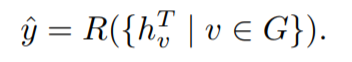 ŷ = R({h_v^T | v ∈ G}).